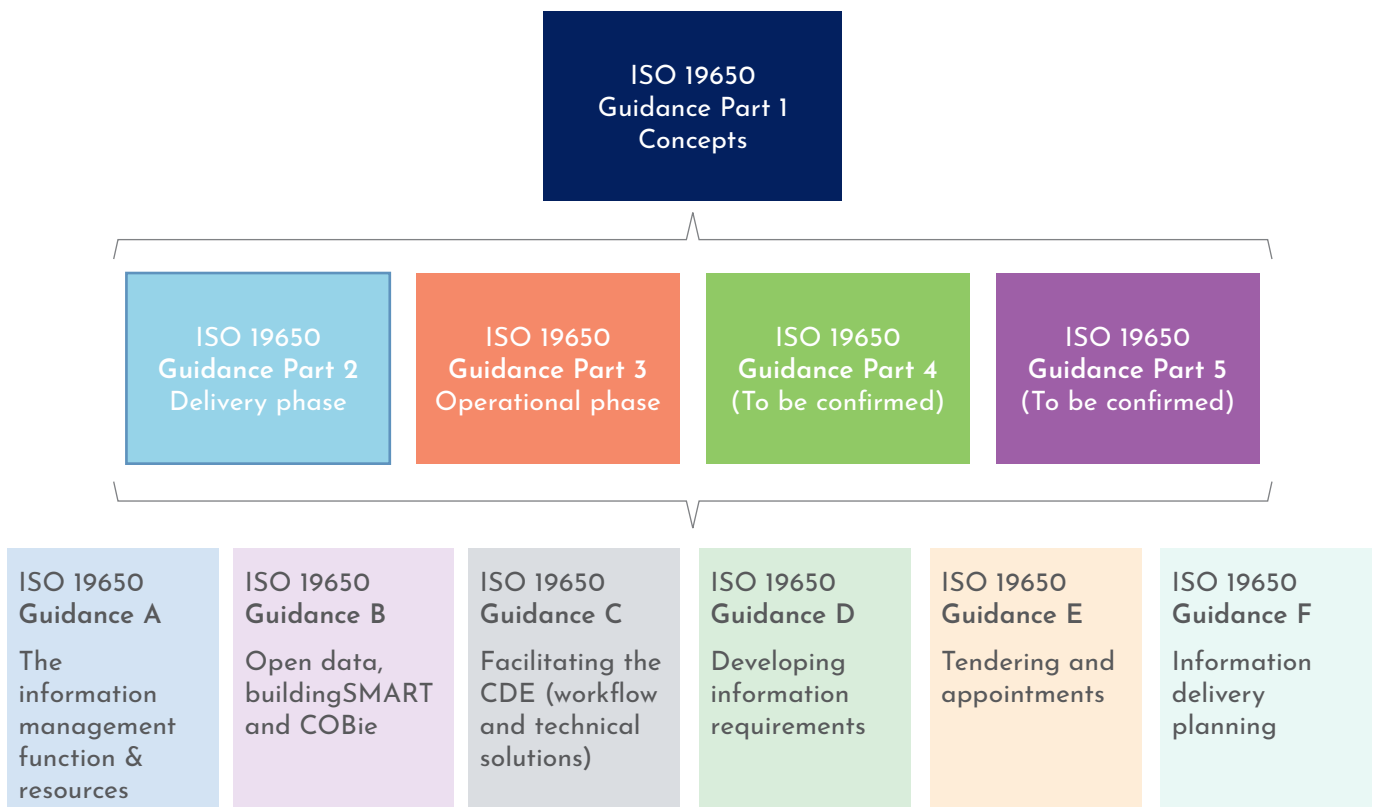 ISO 19650
Guidance Part 1
Concepts
ISO 19650
Guidance Part 2
Delivery phase
ISO 19650
Guidance Part 3
Operational phase
ISO 19650
Guidance Part 4
(To be confirmed)
ISO 19650
Guidance Part 5
(To be confirmed)
ISO 19650
Guidance A
The
information
management
function &
resources
ISO 19650
Guidance B
Open data,
buildingSMART
and COBie
ISO 19650
Guidance C
Facilitating the
CDE (workflow
and technical
solutions)
ISO 19650
Guidance D
Developing
information
requirements
ISO 19650
Guidance E
Tendering and
appointments
ISO 19650
Guidance F
Information
delivery
planning